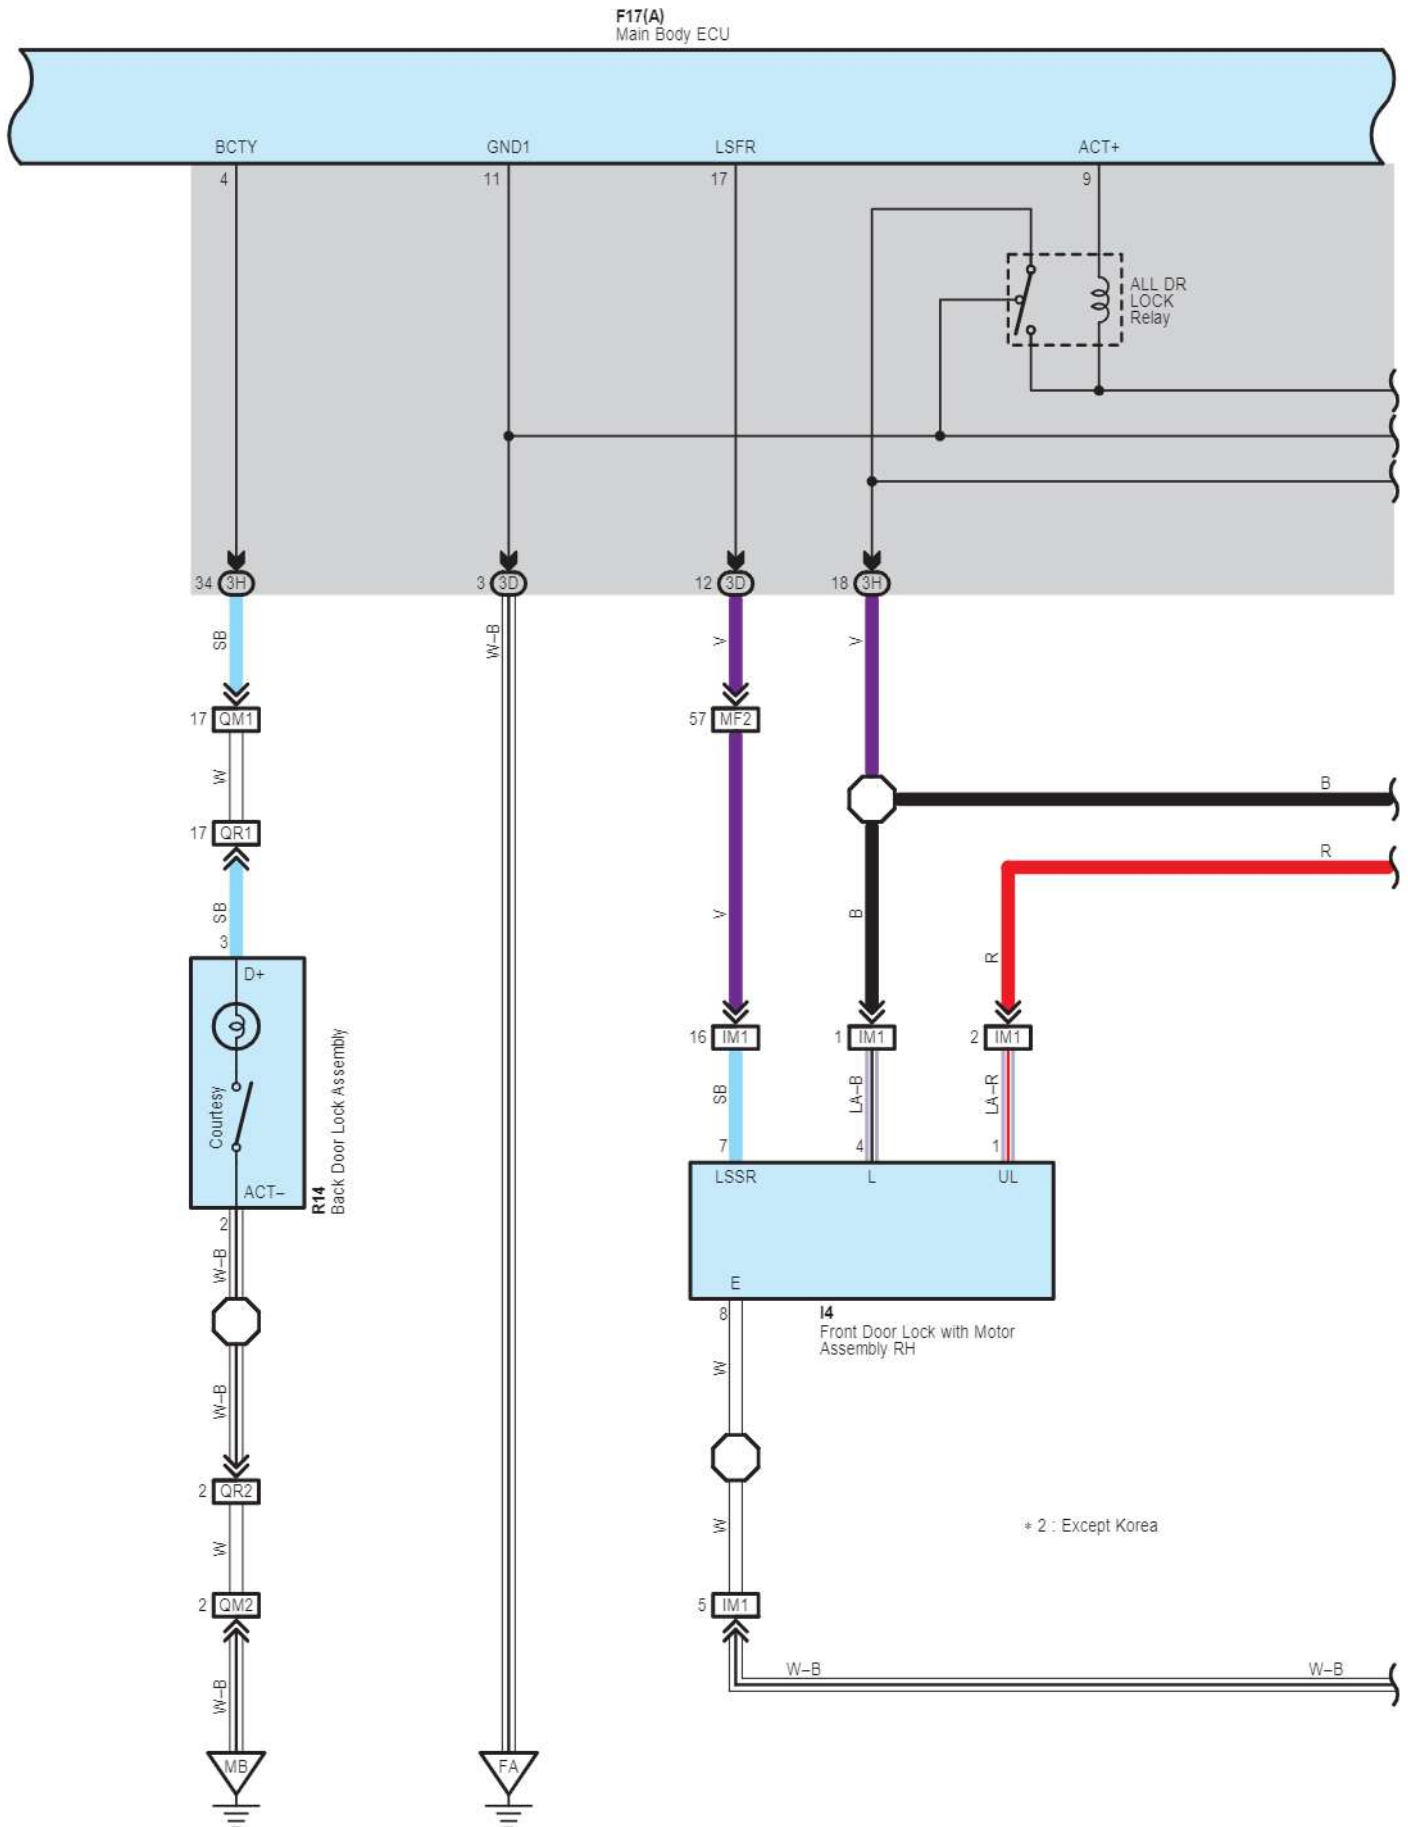 F17(A)
Main Body ECU
BCTY
GND1
LSFR
ACT+
4
11
17
9
ALL DR
LOCK
Relay
34 3H
3 3D
12 3D
18 3H
SB
W–B
V
V
17 QM1
57 MF2
W
B
17 QR1
R
SB
V
B
3
R
D+
16 IM1
1 IM1
2 IM1
Courtesy
SB
LA–B
LA–R
7
4
1
LSSR
L
UL
ACT–
R14
Back Door Lock Assembly
2
W–B
E
8
I4
Front Door Lock with Motor
Assembly RH
W
W–B
2 QR2
W
∗ 2 : Except Korea
W
2 QM2
5 IM1
W–B
W–B
W–B
MB
FA